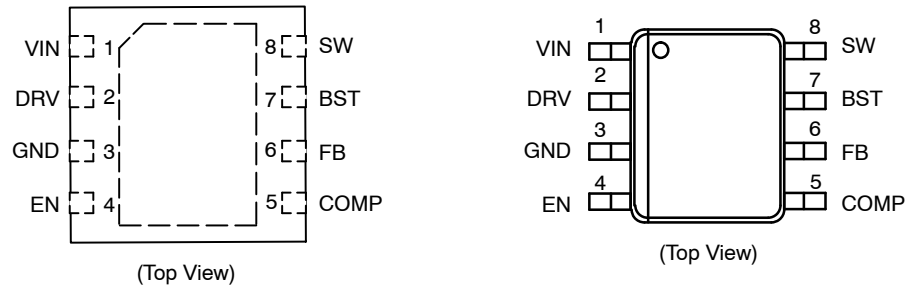 VIN 1 8 SW
DRV 2 7 BST
GND 3 6 FB
EN 4 5 COMP
(Top View)
1 8
VIN SW
2 7
DRV BST
3 6
GND FB
4 5
EN COMP
(Top View)